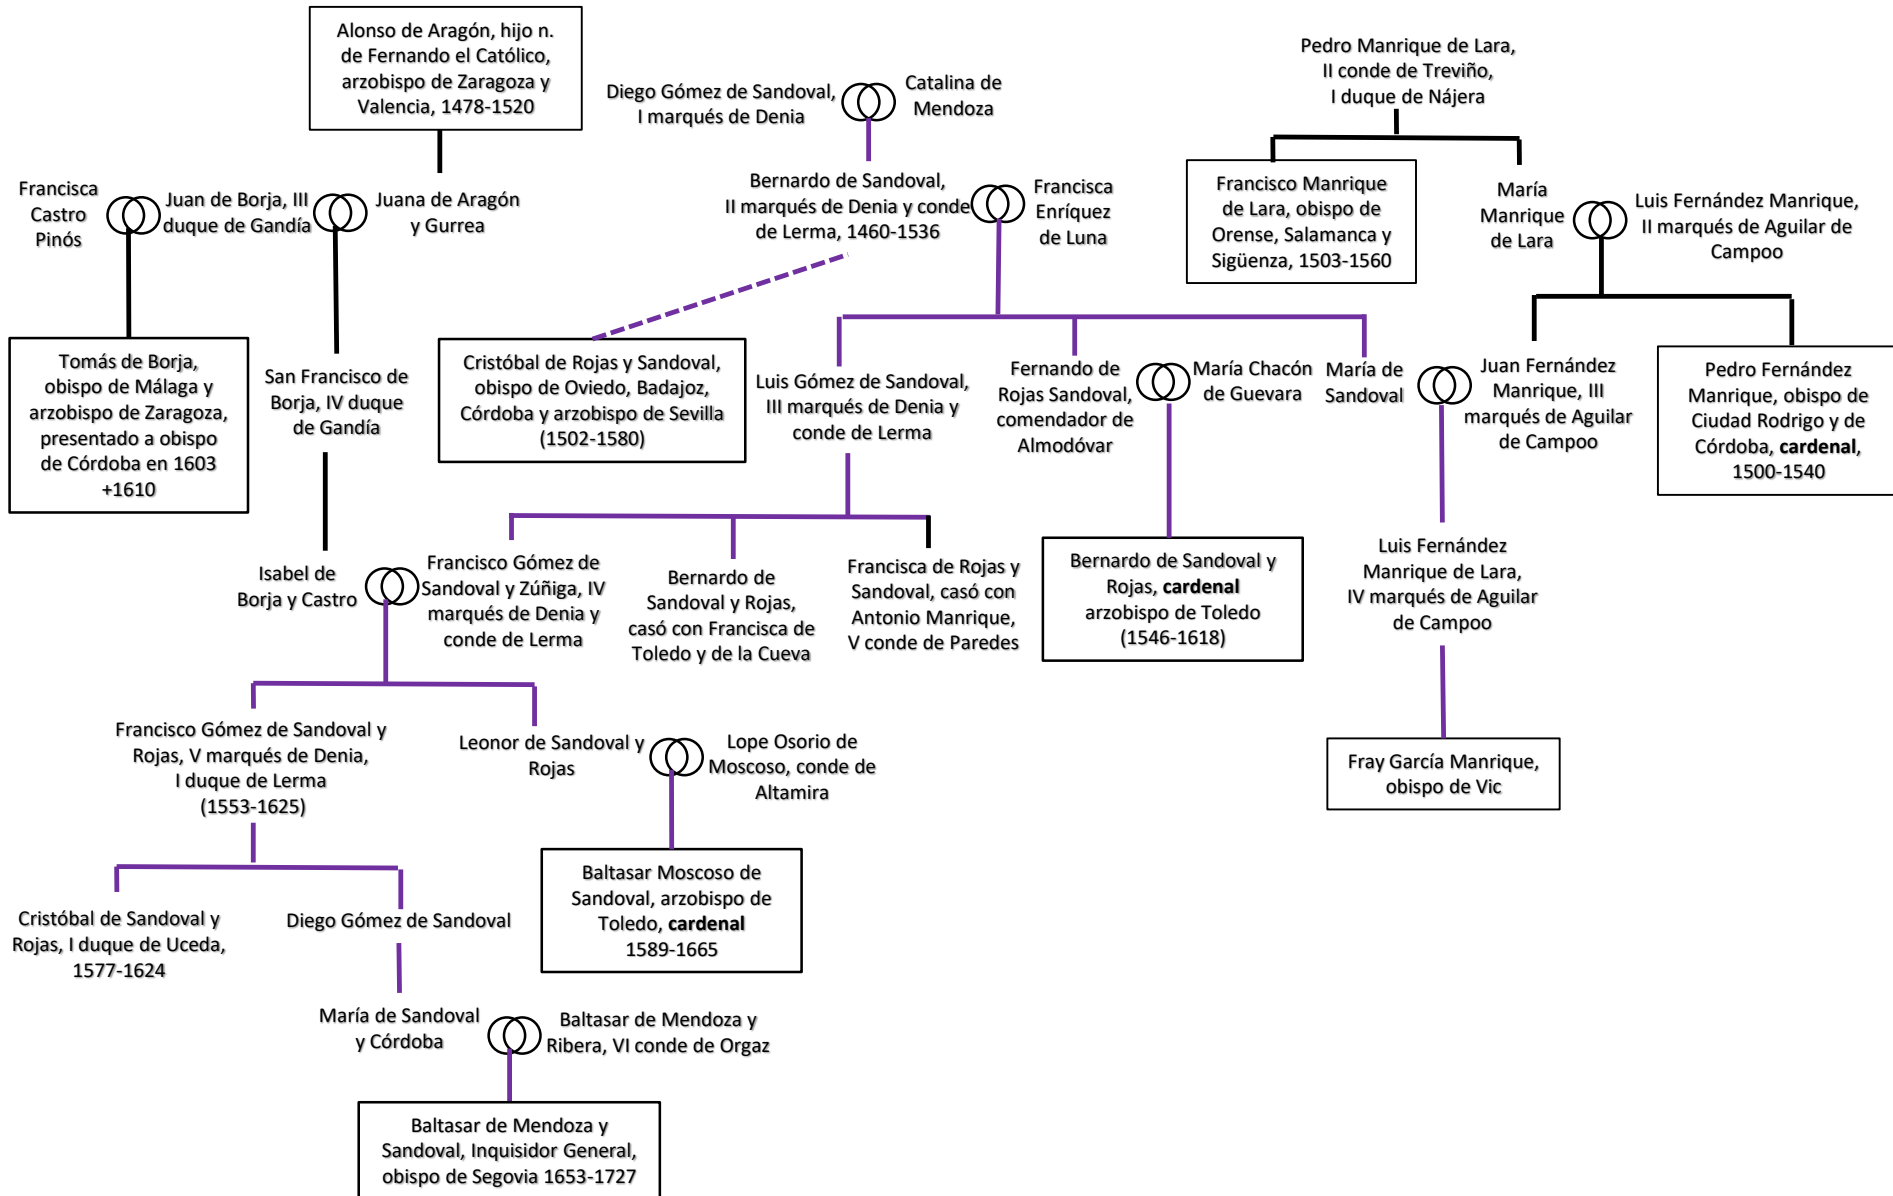 Alonso de Aragón, hijo n.
de Fernando el Católico,
arzobispo de Zaragoza y
Valencia, 1478-1520
Diego Gómez de Sandoval,
I marqués de Denia
Catalina de
Mendoza
Pedro Manrique de Lara,
II conde de Treviño,
I duque de Nájera
Francisca
Castro
Pinós
Juan de Borja, III
duque de Gandía
Juana de Aragón
y Gurrea
Bernardo de Sandoval,
II marqués de Denia y conde
de Lerma, 1460-1536
Francisca
Enríquez
de Luna
Francisco Manrique
de Lara, obispo de
Orense, Salamanca y
Sigüenza, 1503-1560
María
Manrique
de Lara
Luis Fernández Manrique,
II marqués de Aguilar de
Campoo
Tomás de Borja,
obispo de Málaga y
arzobispo de Zaragoza,
presentado a obispo
de Córdoba en 1603
+1610
San Francisco de
Borja, IV duque
de Gandía
Cristóbal de Rojas y Sandoval,
obispo de Oviedo, Badajoz,
Córdoba y arzobispo de Sevilla
(1502-1580)
Luis Gómez de Sandoval,
III marqués de Denia y
conde de Lerma
Fernando de
Rojas Sandoval,
comendador de
Almodóvar
María Chacón
de Guevara
María de
Sandoval
Juan Fernández
Manrique, III
marqués de Aguilar
de Campoo
Pedro Fernández
Manrique, obispo de
Ciudad Rodrigo y de
Córdoba, cardenal,
1500-1540
Isabel de
Borja y Castro
Francisco Gómez de
Sandoval y Zúñiga, IV
marqués de Denia y
conde de Lerma
Bernardo de
Sandoval y Rojas,
casó con Francisca de
Toledo y de la Cueva
Francisca de Rojas y
Sandoval, casó con
Antonio Manrique,
V conde de Paredes
Bernardo de Sandoval y
Rojas, cardenal
arzobispo de Toledo
(1546-1618)
Luis Fernández
Manrique de Lara,
IV marqués de Aguilar
de Campoo
Francisco Gómez de Sandoval y
Rojas, V marqués de Denia,
I duque de Lerma
(1553-1625)
Leonor de Sandoval y
Rojas
Lope Osorio de
Moscoso, conde de
Altamira
Fray García Manrique,
obispo de Vic
Cristóbal de Sandoval y
Rojas, I duque de Uceda,
1577-1624
Diego Gómez de Sandoval
Baltasar Moscoso de
Sandoval, arzobispo de
Toledo, cardenal
1589-1665
María de Sandoval
y Córdoba
Baltasar de Mendoza y
Ribera, VI conde de Orgaz
Baltasar de Mendoza y
Sandoval, Inquisidor General,
obispo de Segovia 1653-1727